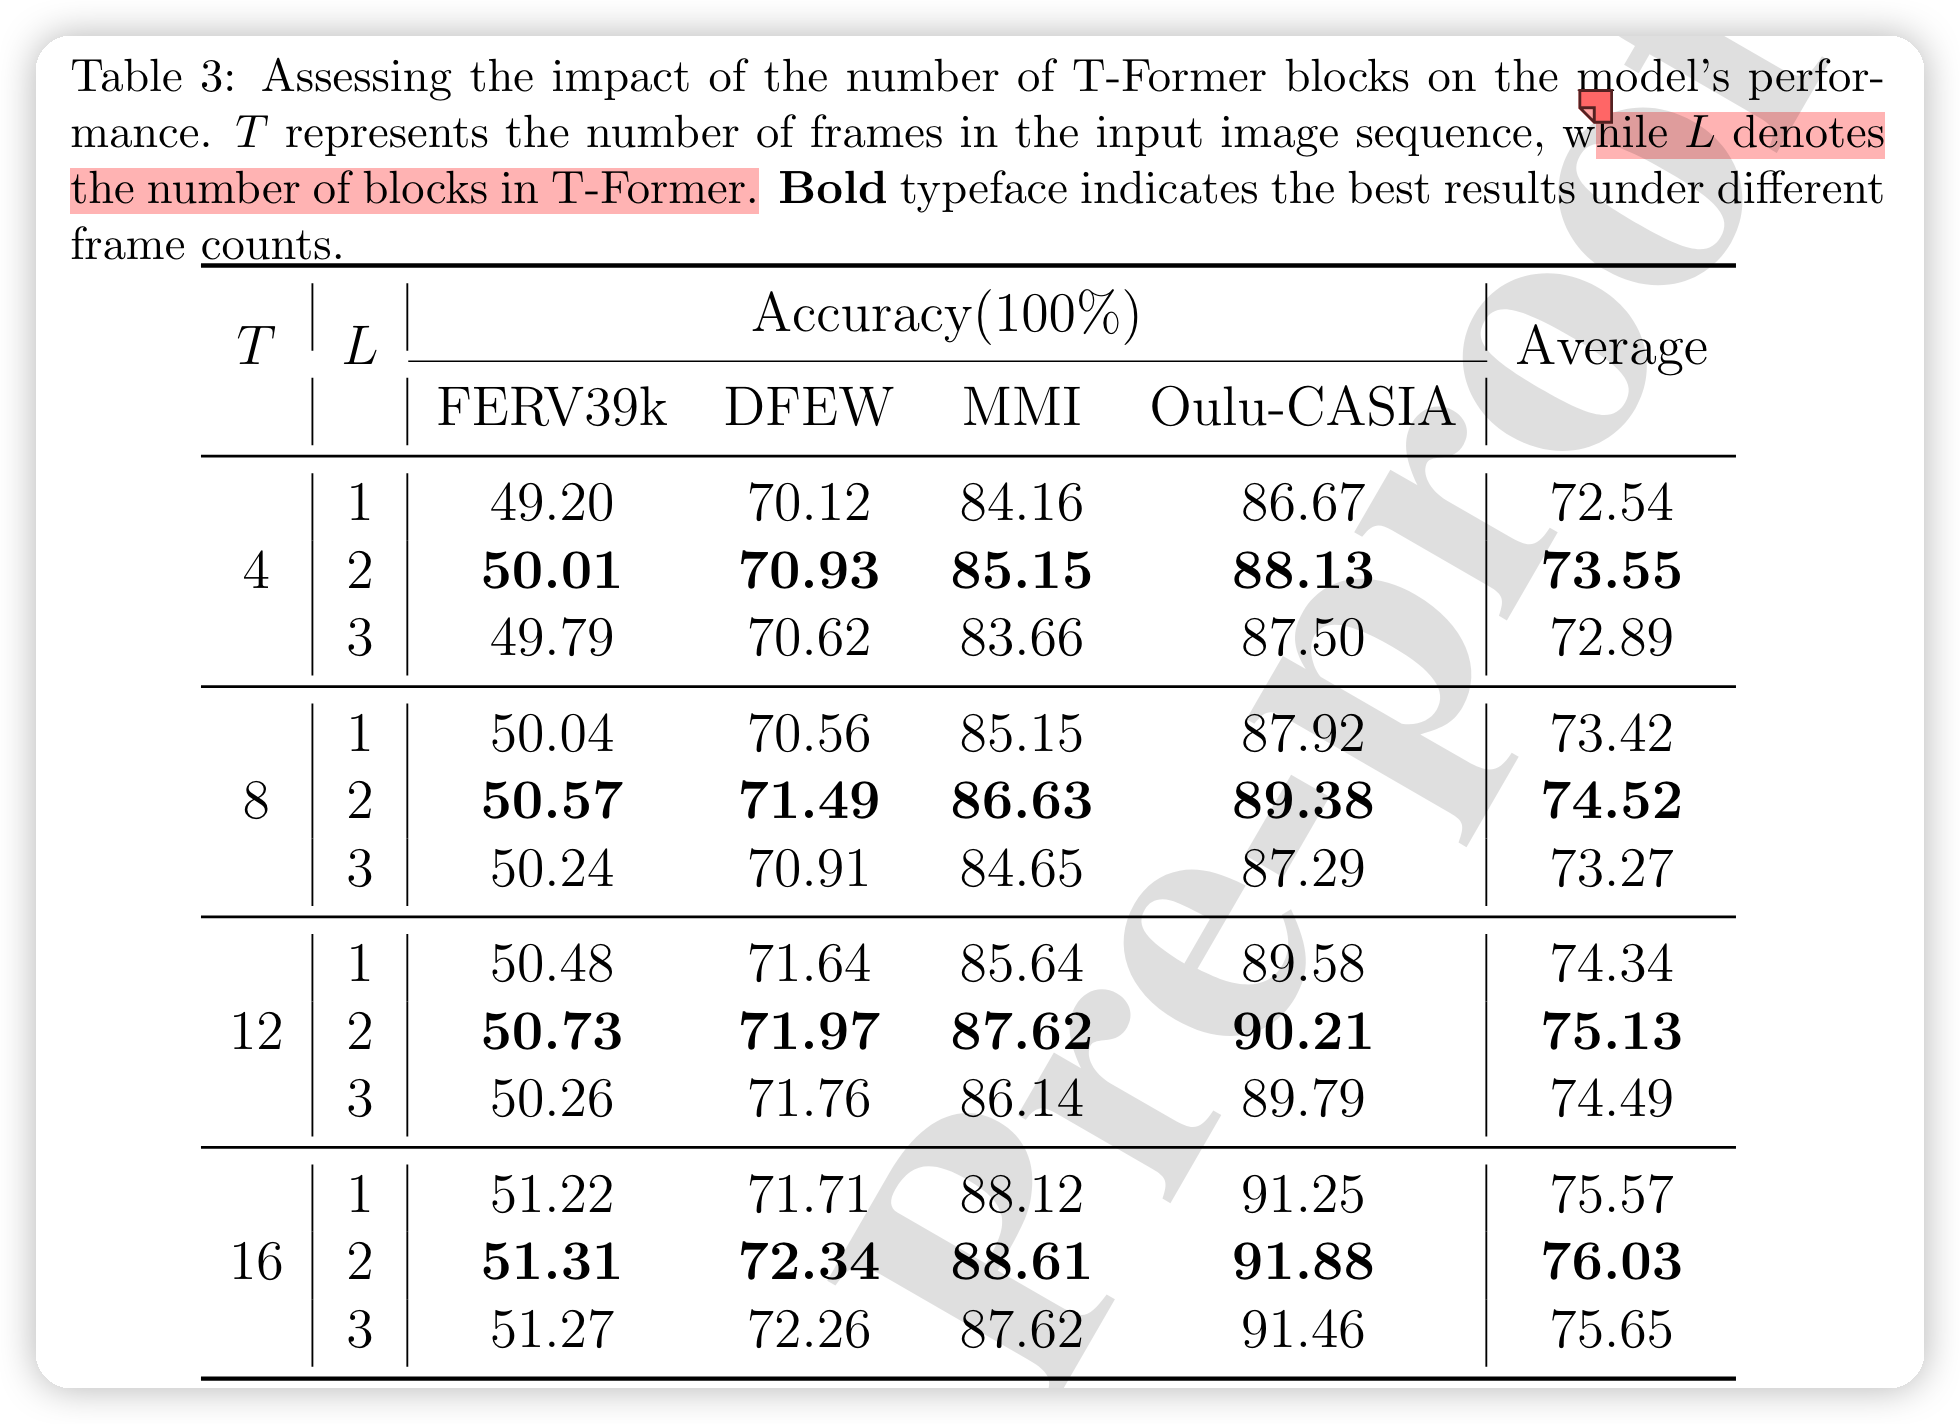 Table 3: Assessing the impact of the number of T-Former blocks on the model's perfor-
mance. T represents the number of frames in the input image sequence, while L denotes
the number of blocks in T-Former. Bold typeface indicates the best results under different
frame counts.
T L Accuracy(100%) Average
FERV39k DFEW MMI Oulu-CASIA
1 49.20 70.12 84.16 86.67 72.54
4 2 50.01 70.93 85.15 88.13 73.55
3 49.79 70.62 83.66 87.50 72.89
1 50.04 70.56 85.15 87.92 73.42
8 2 50.57 71.49 86.63 89.38 74.52
3 50.24 70.91 84.65 87.29 73.27
1 50.48 71.64 85.64 89.58 74.34
12 2 50.73 71.97 87.62 90.21 75.13
3 50.26 71.76 86.14 89.79 74.49
1 51.22 71.71 88.12 91.25 75.57
16 2 51.31 72.34 88.61 91.88 76.03
3 51.27 72.26 87.62 91.46 75.65
Pre-proof